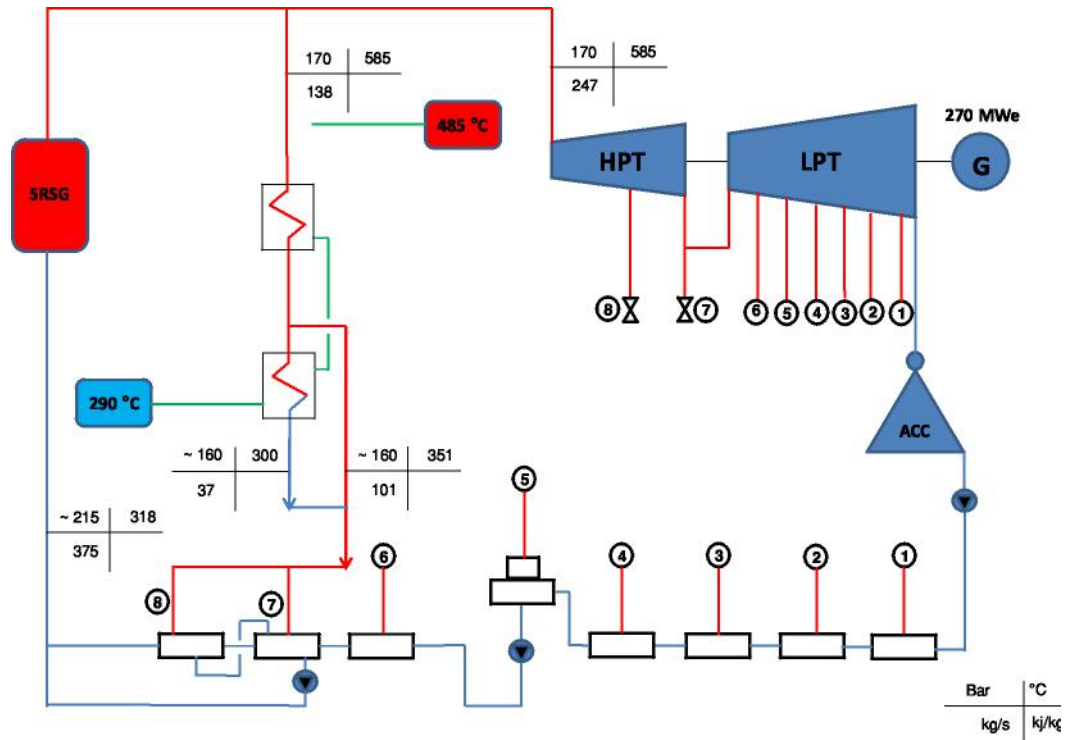 170 585
138
170 585
247
485 °C
270 MWe
HPT
LPT
G
SRSG
8
7
6
5
4
3
2
1
290 °C
ACC
~ 160 300
37
~ 160 351
101
5
~ 215 318
375
6
4
3
2
1
8
7
Bar °C
kg/s kj/kg